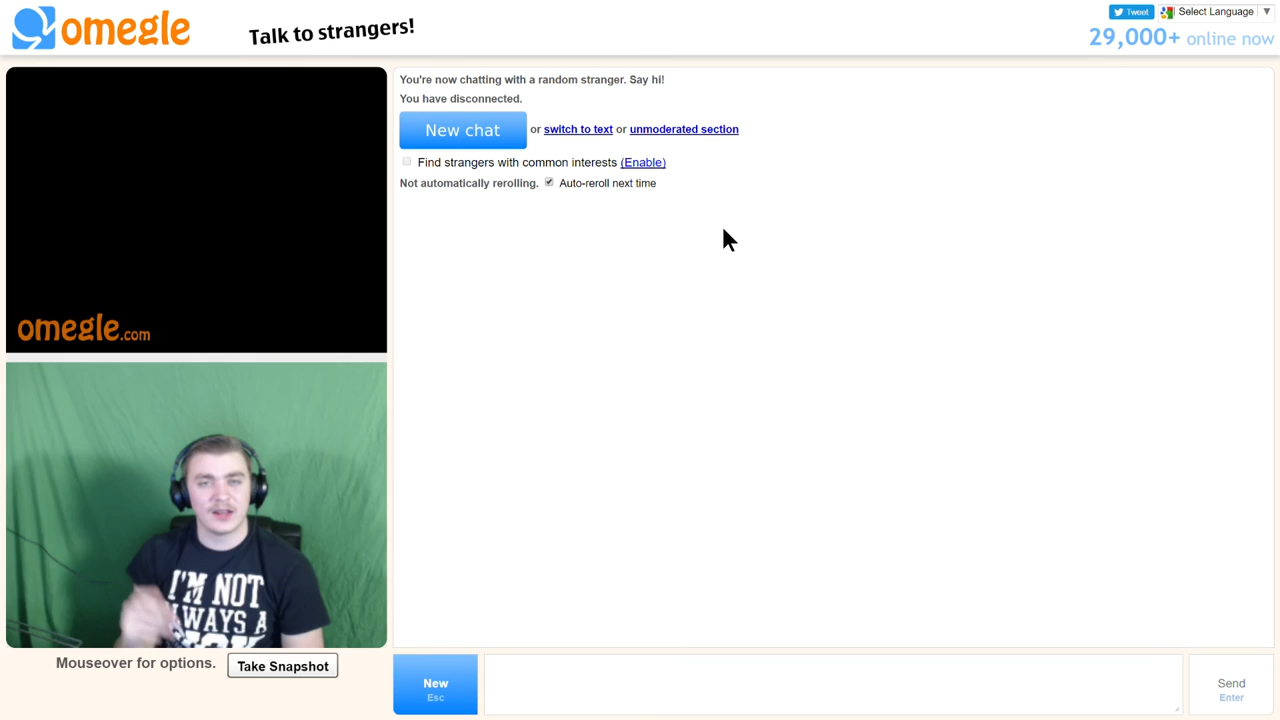 omegle
Talk to strangers!
Tweet
Select Language
29,000+ online now
You're now chatting with a random stranger. Say hi!
You have disconnected.
New chat or switch to text or unmoderated section
Find strangers with common interests (Enable)
Not automatically rerolling. Auto-reroll next time
omegle.com
I'M NOT
ALWAYS A
Mouseover for options.
Take Snapshot
New
Esc
Send
Enter